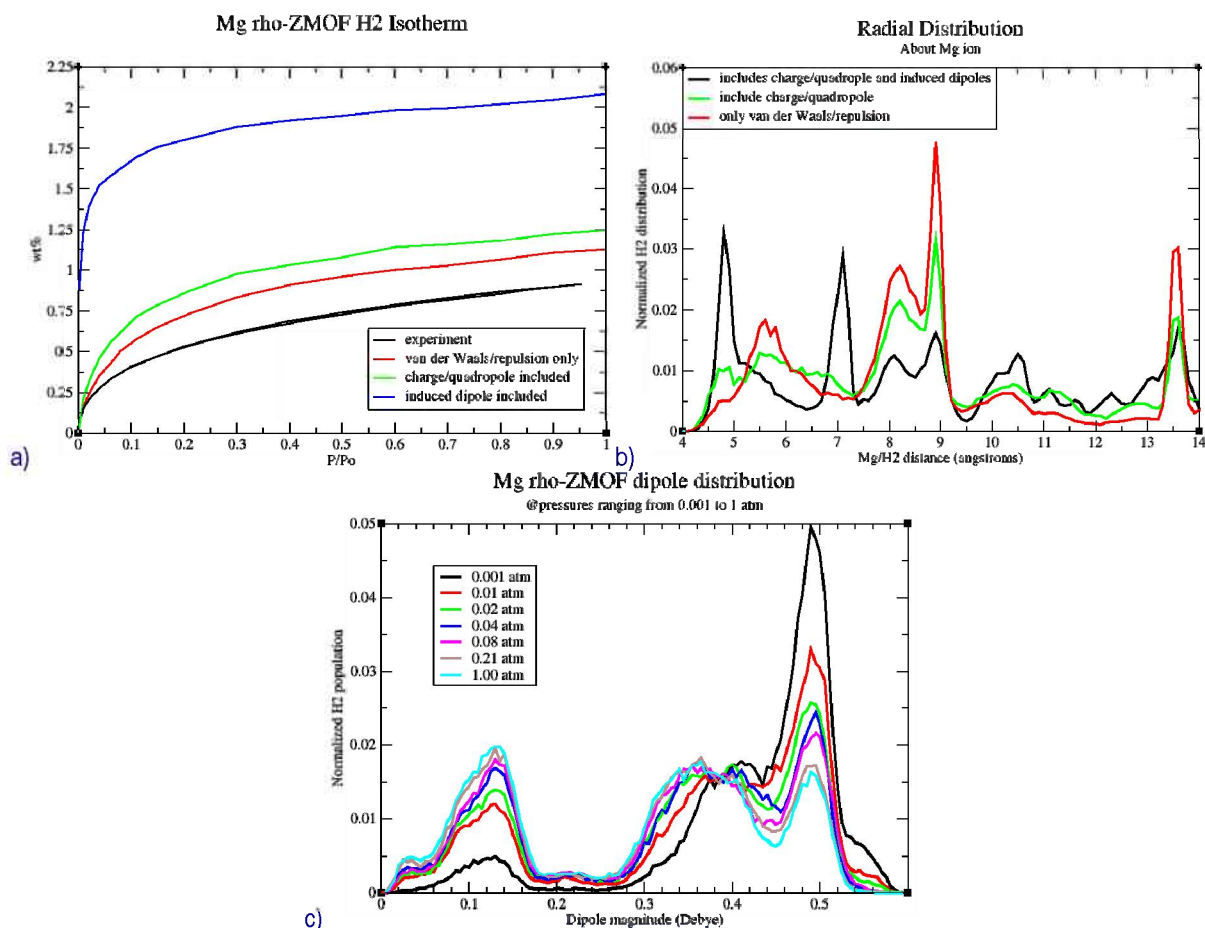 Mg rho-ZMOF H2 Isotherm
2.25
2
1.75
1.5
wt%
1.25
1
0.75
0.5
0.25
0
experiment
van der Waals/repulsion only
charge/quadropole included
induced dipole included
0 0.1 0.2 0.3 0.4 0.5 0.6 0.7 0.8 0.9 1
P/Po
a)
Radial Distribution
About Mg ion
0.06
0.05
0.04
0.03
0.02
0.01
0
Normalized H2 distribution
includes charge/quadrople and induced dipoles
include charge/quadropole
only van der Waals/repulsion
4 5 6 7 8 9 10 11 12 13 14
Mg/H2 distance (angstroms)
b)
Mg rho-ZMOF dipole distribution
@pressures ranging from 0.001 to 1 atm
0.05
0.04
0.03
0.02
0.01
0
Normalized H2 population
0.001 atm
0.01 atm
0.02 atm
0.04 atm
0.08 atm
0.21 atm
1.00 atm
0 0.1 0.2 0.3 0.4 0.5
Dipole magnitude (Debye)
c)